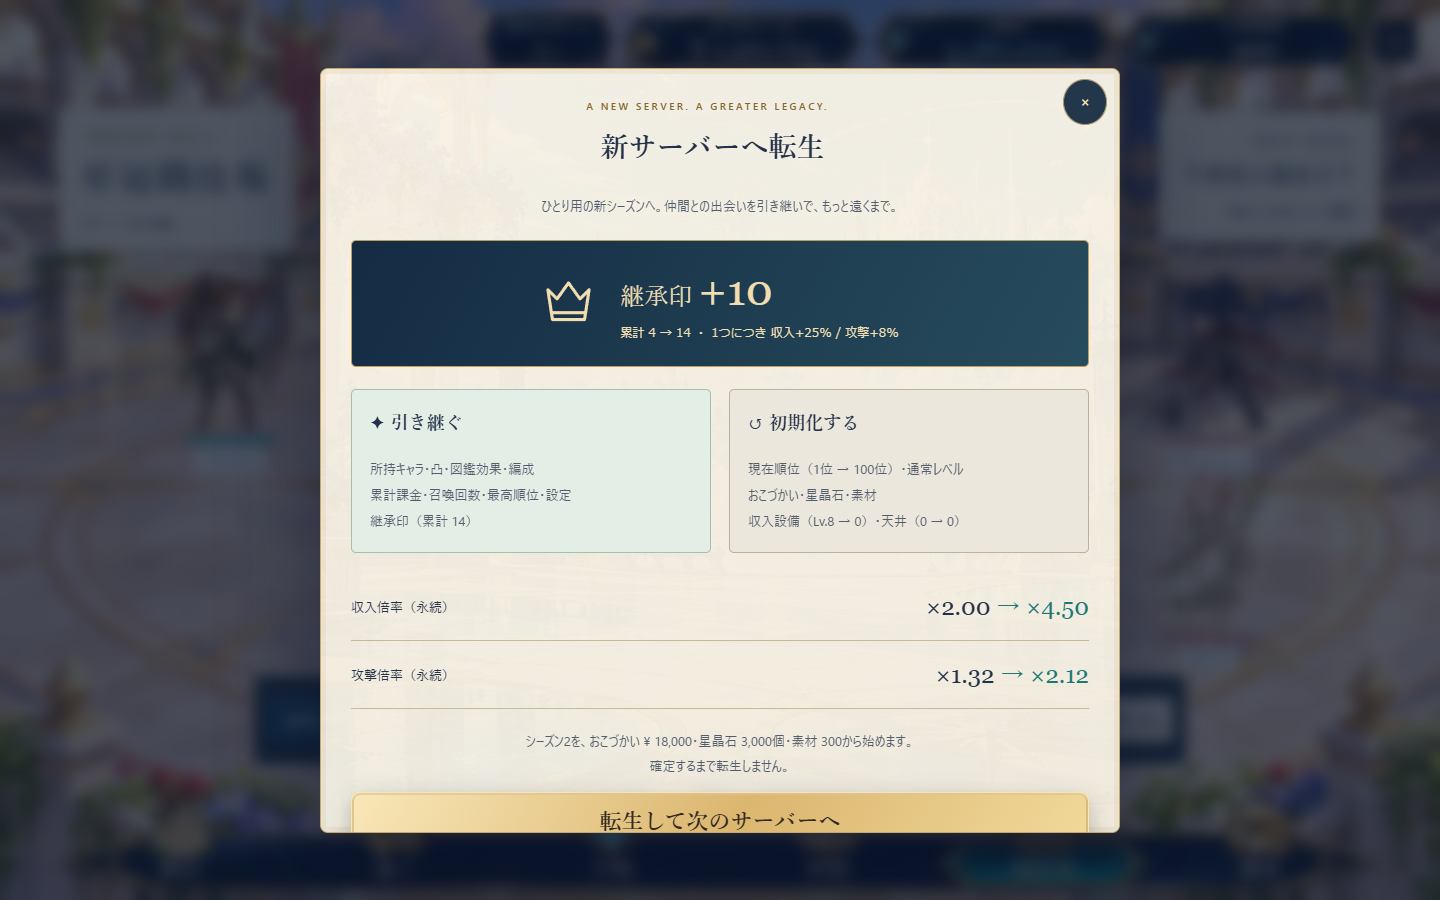 A NEW SERVER. A GREATER LEGACY.
×
新サーバーへ転生
ひとり用の新シーズンへ。仲間との出会いを引き継いで、もっと遠くまで。
継承印 +10
累計 4 → 14 ・ 1つにつき 収入+25% / 攻撃+8%
✦ 引き継ぐ
所持キャラ・凸・図鑑効果・編成
累計課金・召喚回数・最高順位・設定
継承印（累計 14）
↺ 初期化する
現在順位（1位 → 100位）・通常レベル
おこづかい・星晶石・素材
収入設備（Lv.8 → 0）・天井（0 → 0）
収入倍率（永続） ×2.00 → ×4.50
攻撃倍率（永続） ×1.32 → ×2.12
シーズン2を、おこづかい ¥ 18,000・星晶石 3,000個・素材 300から始めます。
確定するまで転生しません。
転生して次のサーバーへ